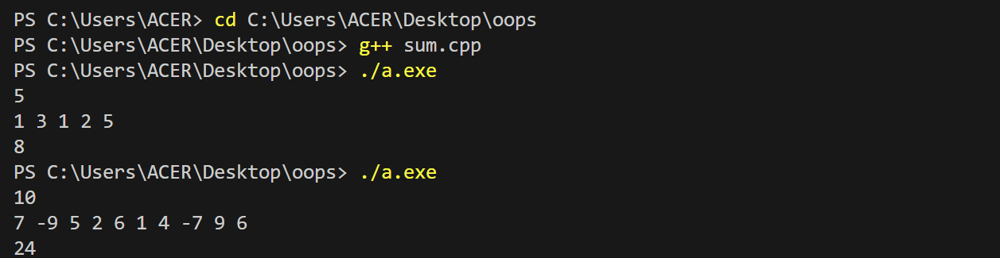 PS C:\Users\ACER> cd C:\Users\ACER\Desktop\oops
PS C:\Users\ACER\Desktop\oops> g++ sum.cpp
PS C:\Users\ACER\Desktop\oops> ./a.exe
5
1 3 1 2 5
8
PS C:\Users\ACER\Desktop\oops> ./a.exe
10
7 -9 5 2 6 1 4 -7 9 6
24